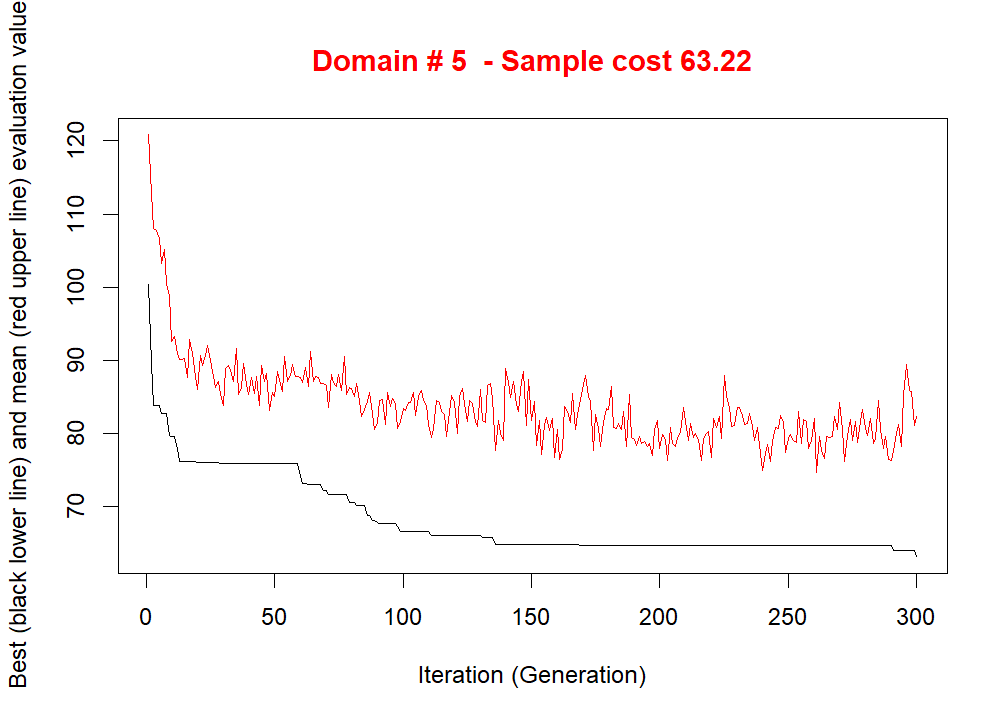 Domain # 5  - Sample cost 63.22
Best (black lower line) and mean (red upper line) evaluation value
120
110
100
90
80
70
0 50 100 150 200 250 300
Iteration (Generation)